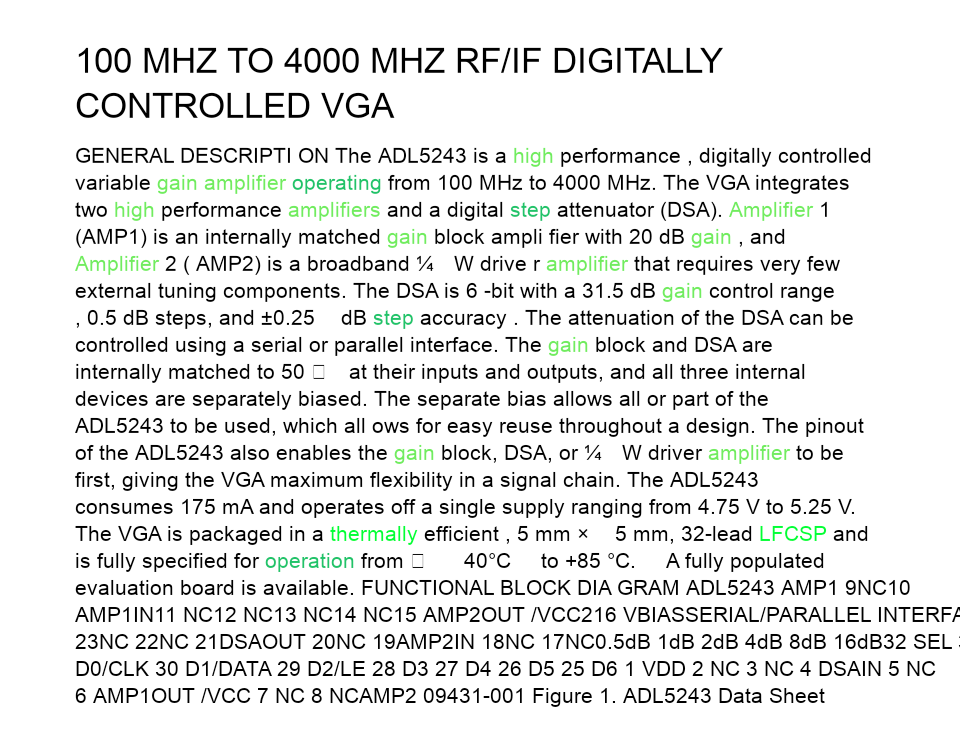 100 MHZ TO 4000 MHZ RF/IF DIGITALLY
CONTROLLED VGA
GENERAL DESCRIPTI ON The ADL5243 is a high performance , digitally controlled
variable gain amplifier operating from 100 MHz to 4000 MHz. The VGA integrates
two high performance amplifiers and a digital step attenuator (DSA). Amplifier 1
(AMP1) is an internally matched gain block ampli fier with 20 dB gain , and
Amplifier 2 ( AMP2) is a broadband ¼ W drive r amplifier that requires very few
external tuning components. The DSA is 6 -bit with a 31.5 dB gain control range
, 0.5 dB steps, and ±0.25 dB step accuracy . The attenuation of the DSA can be
controlled using a serial or parallel interface. The gain block and DSA are
internally matched to 50 □ at their inputs and outputs, and all three internal
devices are separately biased. The separate bias allows all or part of the
ADL5243 to be used, which all ows for easy reuse throughout a design. The pinout
of the ADL5243 also enables the gain block, DSA, or ¼ W driver amplifier to be
first, giving the VGA maximum flexibility in a signal chain. The ADL5243
consumes 175 mA and operates off a single supply ranging from 4.75 V to 5.25 V.
The VGA is packaged in a thermally efficient , 5 mm × 5 mm, 32-lead LFCSP and
is fully specified for operation from □ 40°C to +85 °C. A fully populated
evaluation board is available. FUNCTIONAL BLOCK DIA GRAM ADL5243 AMP1 9NC10
AMP1IN11 NC12 NC13 NC14 NC15 AMP2OUT /VCC216 VBIASSERIAL/PARALLEL INTERFA
23NC 22NC 21DSAOUT 20NC 19AMP2IN 18NC 17NC0.5dB 1dB 2dB 4dB 8dB 16dB32 SEL
D0/CLK 30 D1/DATA 29 D2/LE 28 D3 27 D4 26 D5 25 D6 1 VDD 2 NC 3 NC 4 DSAIN 5 NC
6 AMP1OUT /VCC 7 NC 8 NCAMP2 09431-001 Figure 1. ADL5243 Data Sheet